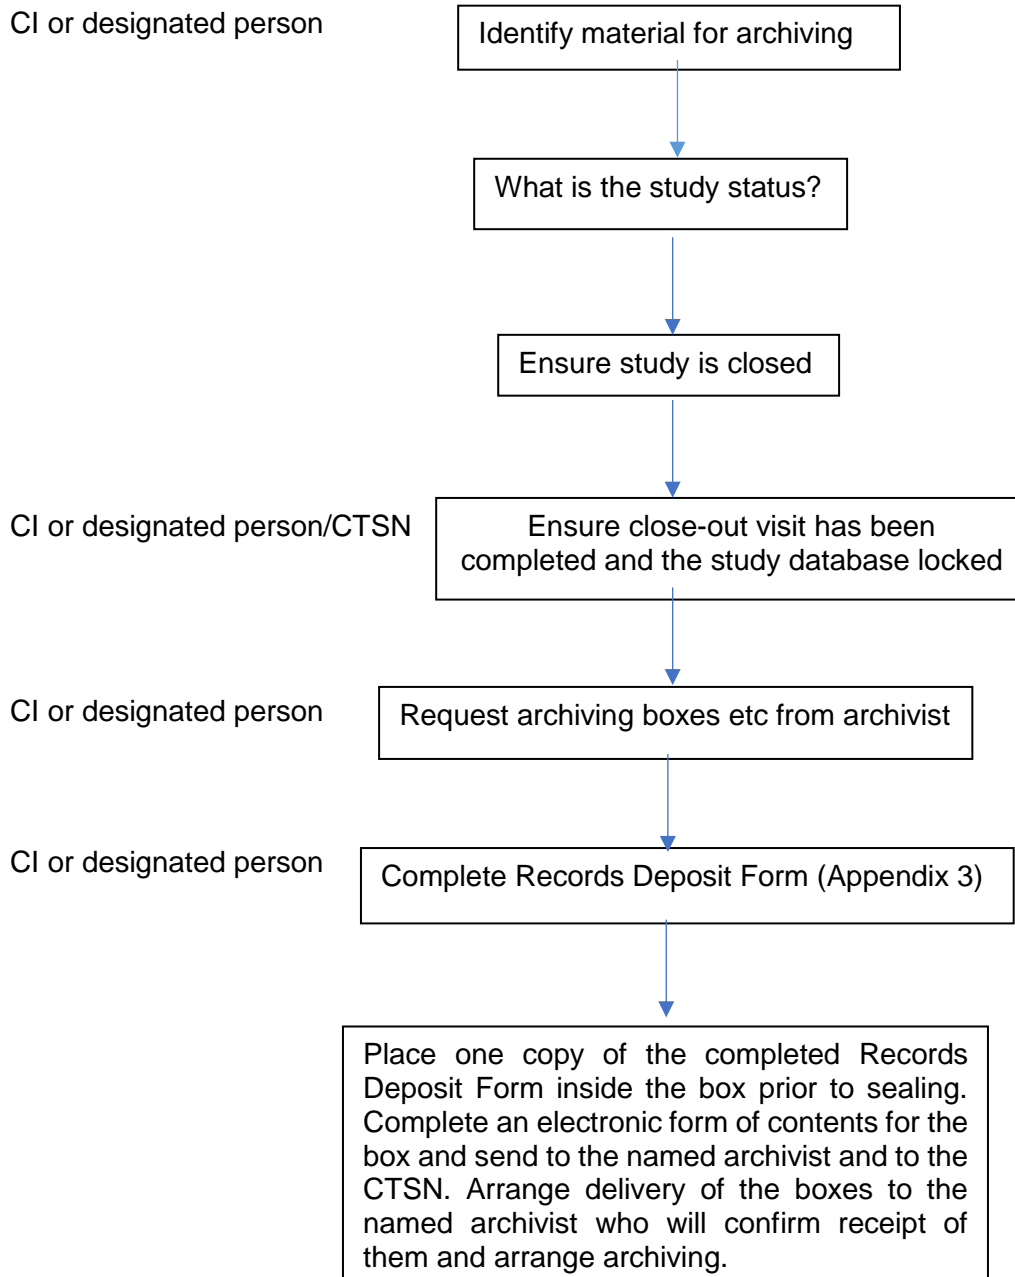 CI or designated person
Identify material for archiving
What is the study status?
Ensure study is closed
CI or designated person/CTSN
Ensure close-out visit has been
completed and the study database locked
CI or designated person
Request archiving boxes etc from archivist
CI or designated person
Complete Records Deposit Form (Appendix 3)
Place one copy of the completed Records
Deposit Form inside the box prior to sealing.
Complete an electronic form of contents for the
box and send to the named archivist and to the
CTSN. Arrange delivery of the boxes to the
named archivist who will confirm receipt of
them and arrange archiving.